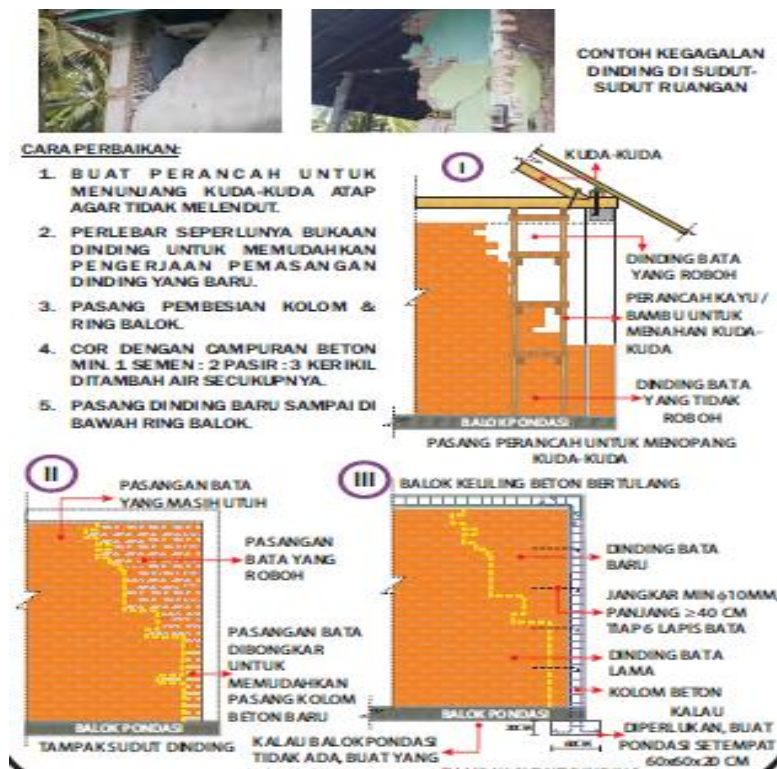 CONTOH KEGAGALAN
DINDING DI SUDUT-
SUDUT RUANGAN
CARA PERBAIKAN:
1. BUAT PERANCAH UNTUK
MENUNJANG KUDA-KUDA ATAP
AGAR TIDAK MELENDUT.
2. PERLEBAR SEPERLUNYA BUKAAN
DINDING UNTUK MEMUDAHKAN
PENGERJAAN PEMASANGAN
DINDING YANG BARU.
3. PASANG PEMBESIAN KOLOM &
RING BALOK.
4. COR DENGAN CAMPURAN BETON
MIN. 1 SEMEN : 2 PASIR : 3 KERIKIL
DITAMBAH AIR SECUKUPNYA.
5. PASANG DINDING BARU SAMPAI DI
BAWAH RING BALOK.
I
KUDA-KUDA
DINDING BATA
YANG ROBOH
PERANCAH KAYU /
BAMBU UNTUK
MENAHAN KUDA-
KUDA
DINDING BATA
YANG TIDAK
ROBOH
BALOK PONDASI
PASANG PERANCAH UNTUK MENOPANG
KUDA-KUDA
II
PASANGAN BATA
YANG MASIH UTUH
PASANGAN
BATA YANG
ROBOH
PASANGAN BATA
DIBONGKAR
UNTUK
MEMUDAHKAN
PASANG KOLOM
BETON BARU
BALOK PONDASI
TAMPAK SUDUT DINDING
III
BALOK KELILING BETON BERTULANG
DINDING BATA
BARU
JANGKAR MIN ϕ10MM,
PANJANG ≥40 CM
TIAP 6 LAPIS BATA
DINDING BATA
LAMA
KOLOM BETON
BALOK PONDASI
KALAU
DIPERLUKAN, BUAT
PONDASI SETEMPAT
60x60x20 CM
KALAU BALOK PONDASI
TIDAK ADA, BUAT YANG